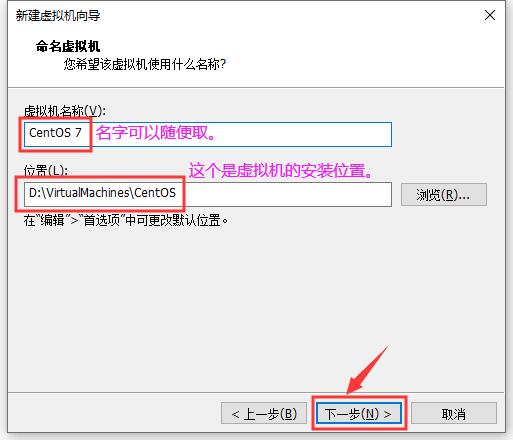 新建虚拟机向导
命名虚拟机
您希望该虚拟机使用什么名称?
虚拟机名称(V):
CentOS 7 名字可以随便取。
位置(L): 这个是虚拟机的安装位置。
D:\VirtualMachines\CentOS 浏览(R)...
在“编辑”>“首选项”中可更改默认位置。
< 上一步(B) 下一步(N) > 取消